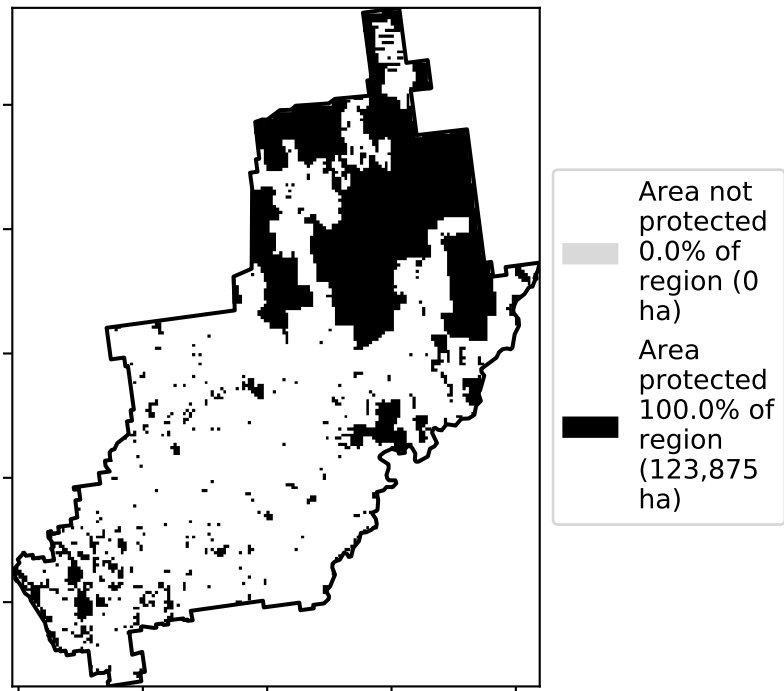 Area not
protected
0.0% of
region (0
ha)
Area
protected
100.0% of
region
(123,875
ha)